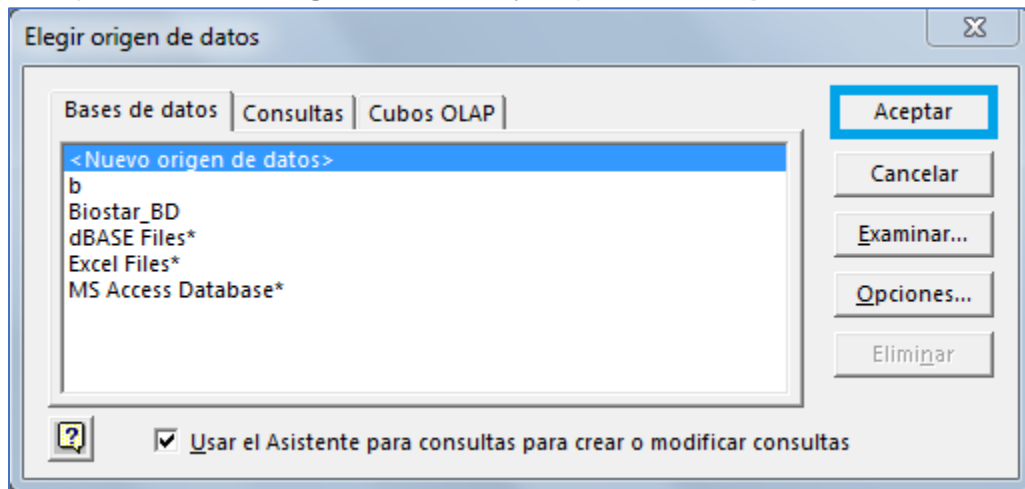 Elegir origen de datos
Bases de datos Consultas Cubos OLAP
<Nuevo origen de datos>
b
Biostar_BD
dBASE Files*
Excel Files*
MS Access Database*
Aceptar
Cancelar
Examinar...
Opciones...
Eliminar
Usar el Asistente para consultas para crear o modificar consultas